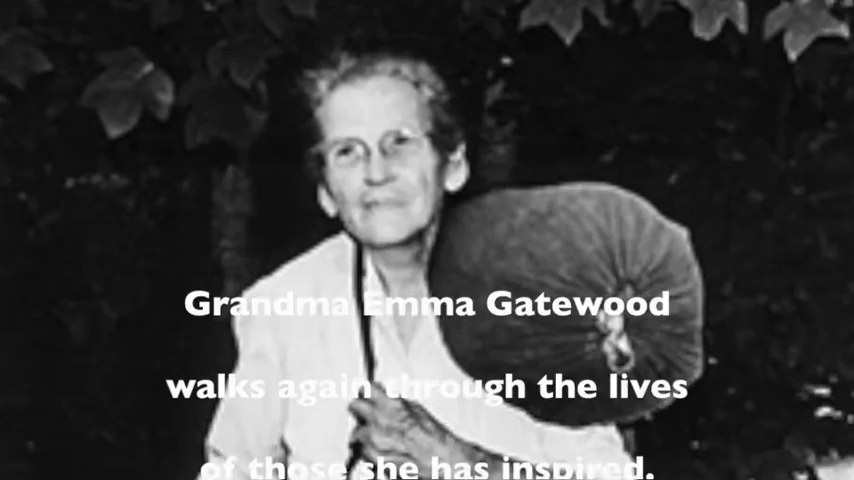 Grandma Emma Gatewood
walks again through the lives
of those she has inspired.